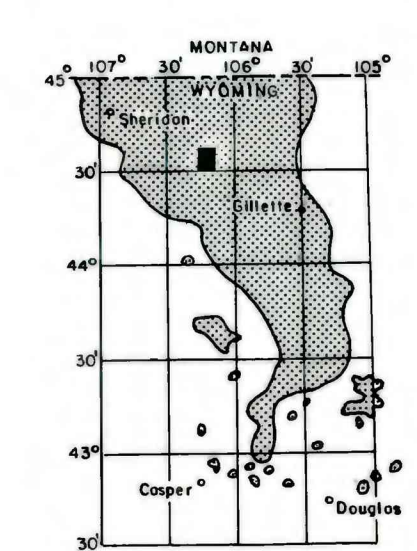 MONTANA
107° 30' 106° 30' 105°
45°
WYOMING
Sheridan
30'
Gillette
44°
30'
43°
Casper
Douglas
30'